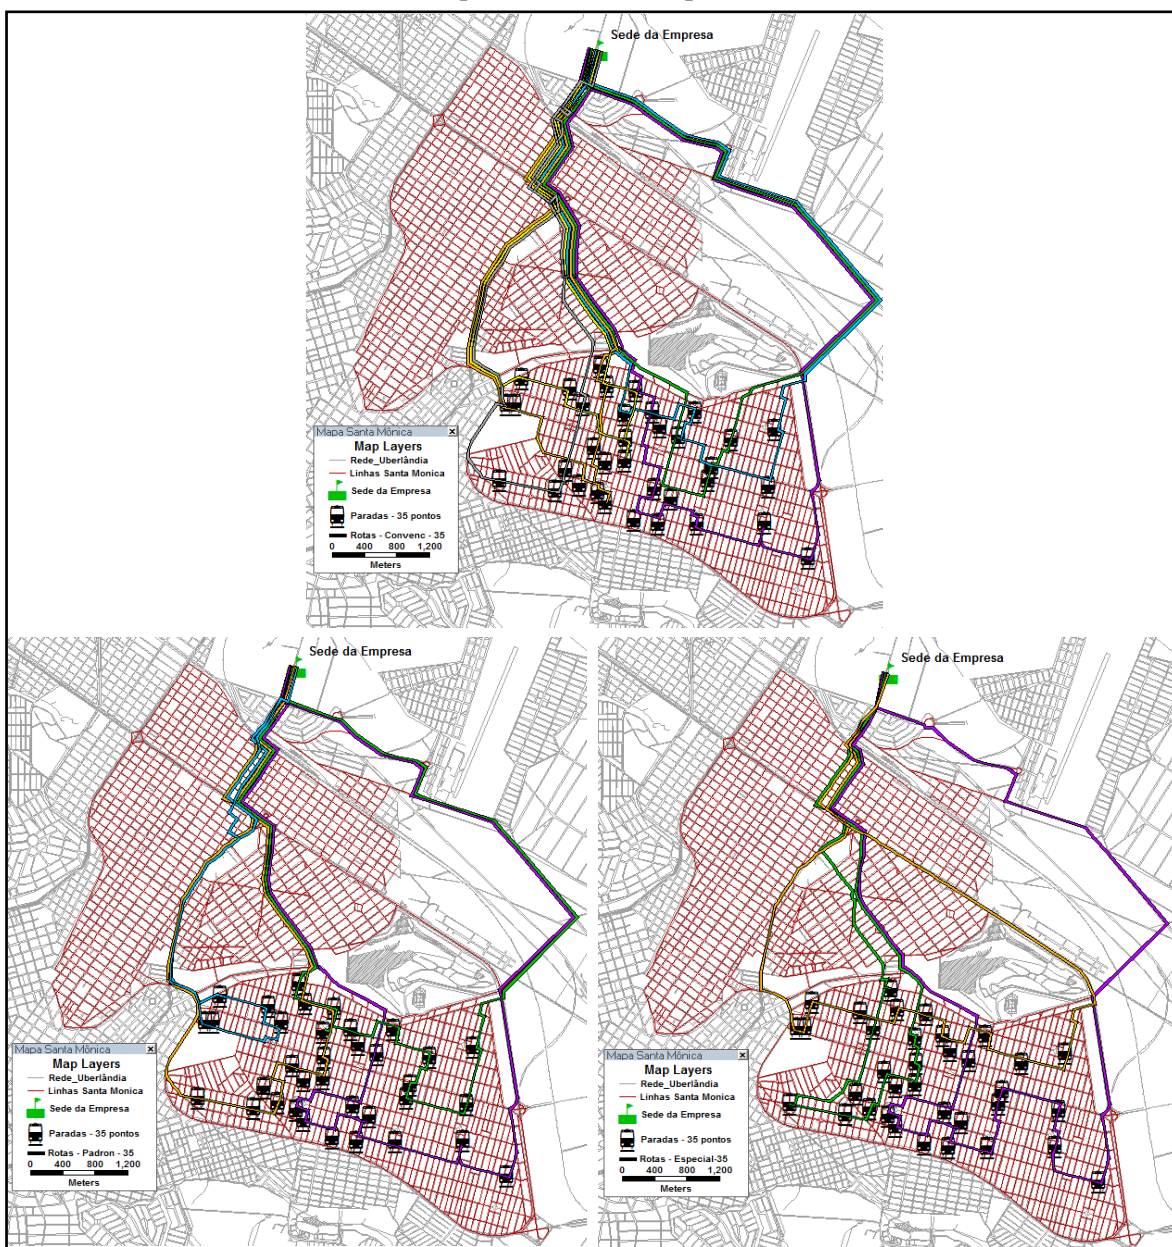 Sede da Empresa
Mapa Santa Mônica
Map Layers
Rede_Uberlândia
Linhas Santa Monica
Sede da Empresa
Paradas - 35 pontos
Rotas - Convenc - 35
0 400 800 1,200
Meters
Sede da Empresa
Mapa Santa Mônica
Map Layers
Rede_Uberlândia
Linhas Santa Monica
Sede da Empresa
Paradas - 35 pontos
Rotas - Padron - 35
0 400 800 1,200
Meters
Sede da Empresa
Mapa Santa Mônica
Map Layers
Rede_Uberlândia
Linhas Santa Monica
Sede da Empresa
Paradas - 35 pontos
Rotas - Especial-35
0 400 800 1,200
Meters